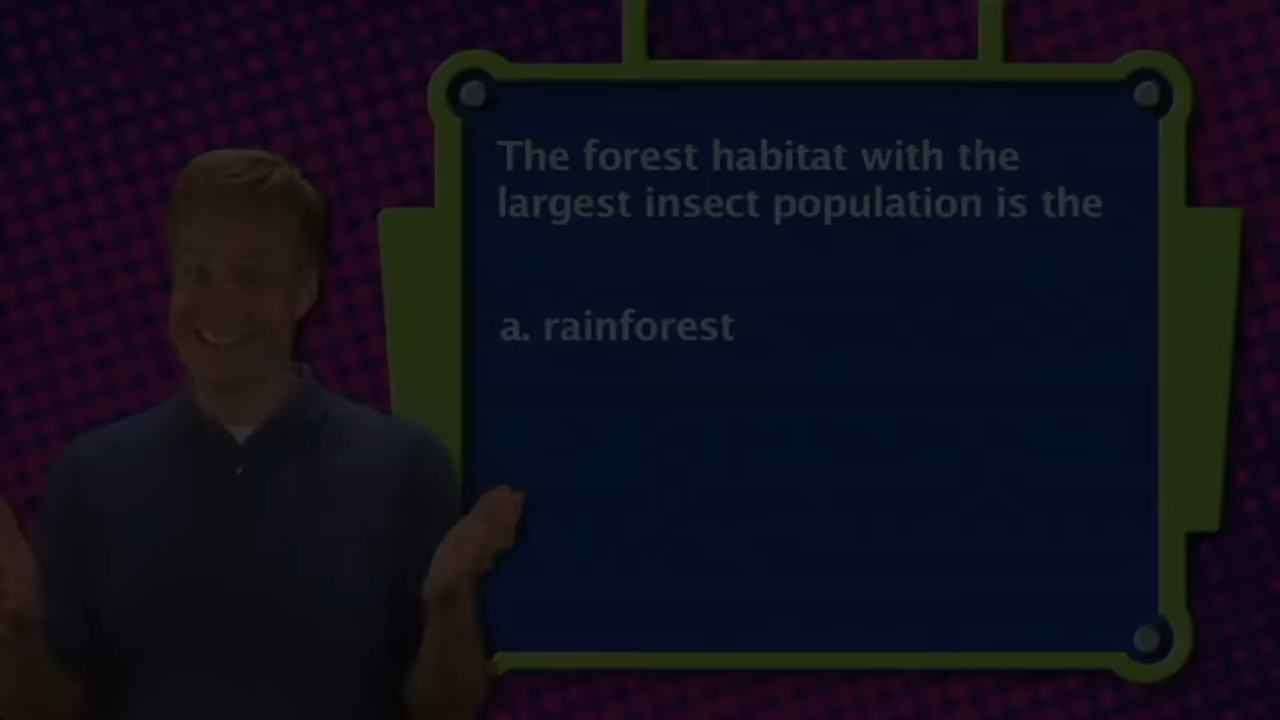 The forest habitat with the
largest insect population is the
a. rainforest